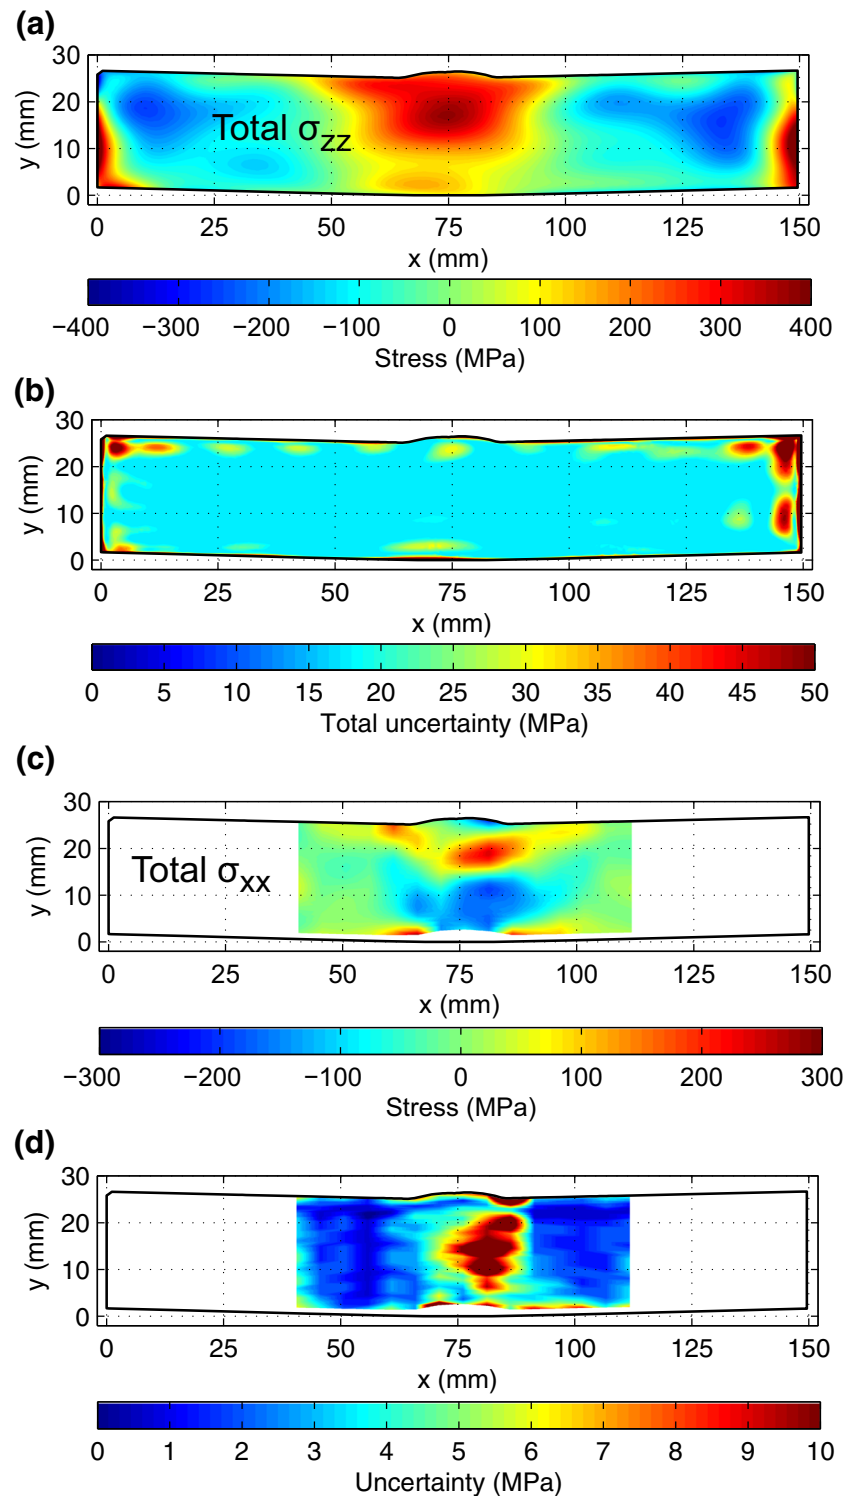 (a)
30
20
10
0
y (mm)
Total σzz
0 25 50 75 100 125 150
x (mm)
−400 −300 −200 −100 0 100 200 300 400
Stress (MPa)
(b)
30
20
10
0
y (mm)
0 25 50 75 100 125 150
x (mm)
0 5 10 15 20 25 30 35 40 45 50
Total uncertainty (MPa)
(c)
30
20
10
0
y (mm)
Total σxx
0 25 50 75 100 125 150
x (mm)
−300 −200 −100 0 100 200 300
Stress (MPa)
(d)
30
20
10
0
y (mm)
0 25 50 75 100 125 150
x (mm)
0 1 2 3 4 5 6 7 8 9 10
Uncertainty (MPa)